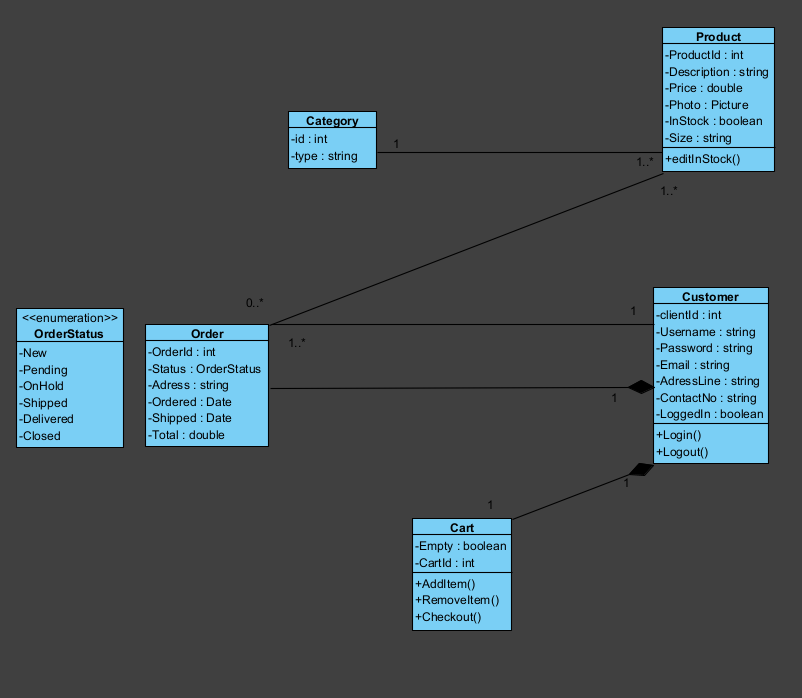 Product
-ProductId : int
-Description : string
-Price : double
-Photo : Picture
-InStock : boolean
-Size : string
+editInStock()
Category
-id : int
-type : string
1
1..*
1..*
0..*
<<enumeration>>
OrderStatus
-New
-Pending
-OnHold
-Shipped
-Delivered
-Closed
Order
-OrderId : int
-Status : OrderStatus
-Adress : string
-Ordered : Date
-Shipped : Date
-Total : double
1..*
1
1
Customer
-clientId : int
-Username : string
-Password : string
-Email : string
-AdressLine : string
-ContactNo : string
-LoggedIn : boolean
+Login()
+Logout()
1
1
Cart
-Empty : boolean
-CartId : int
+AddItem()
+RemoveItem()
+Checkout()